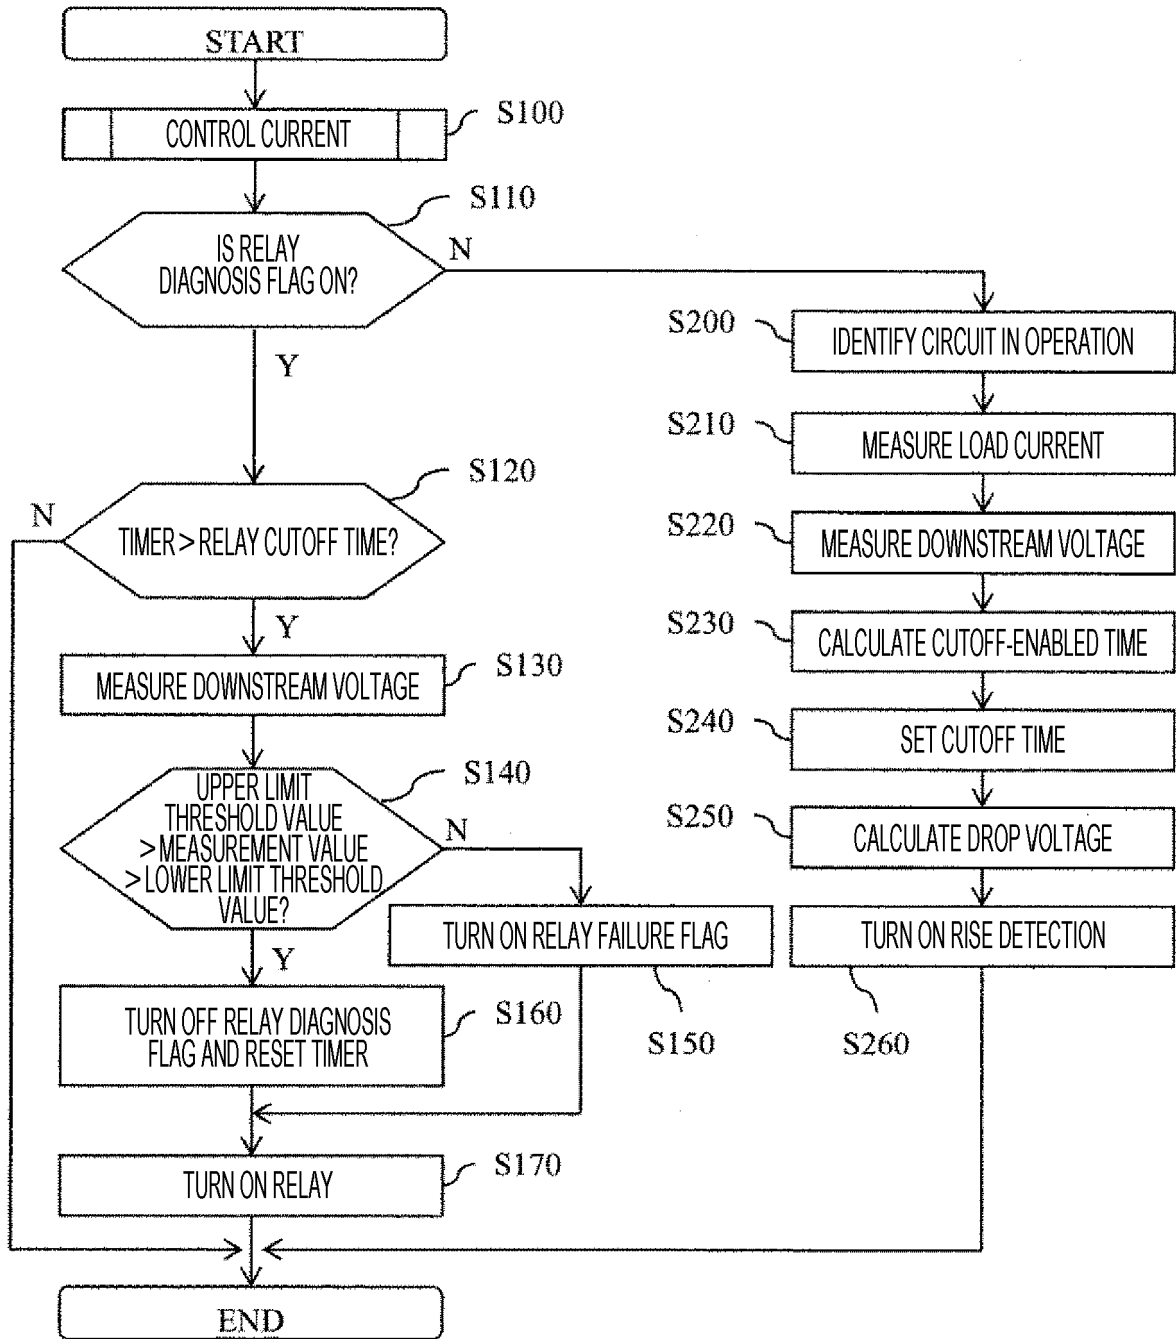 START
CONTROL CURRENT
S100
IS RELAY
DIAGNOSIS FLAG ON?
S110
N
Y
TIMER > RELAY CUTOFF TIME?
S120
N
Y
MEASURE DOWNSTREAM VOLTAGE
S130
UPPER LIMIT
THRESHOLD VALUE
> MEASUREMENT VALUE
> LOWER LIMIT THRESHOLD
VALUE?
S140
N
Y
TURN ON RELAY FAILURE FLAG
S150
TURN OFF RELAY DIAGNOSIS
FLAG AND RESET TIMER
S160
TURN ON RELAY
S170
END
S200
IDENTIFY CIRCUIT IN OPERATION
S210
MEASURE LOAD CURRENT
S220
MEASURE DOWNSTREAM VOLTAGE
S230
CALCULATE CUTOFF-ENABLED TIME
S240
SET CUTOFF TIME
S250
CALCULATE DROP VOLTAGE
TURN ON RISE DETECTION
S260